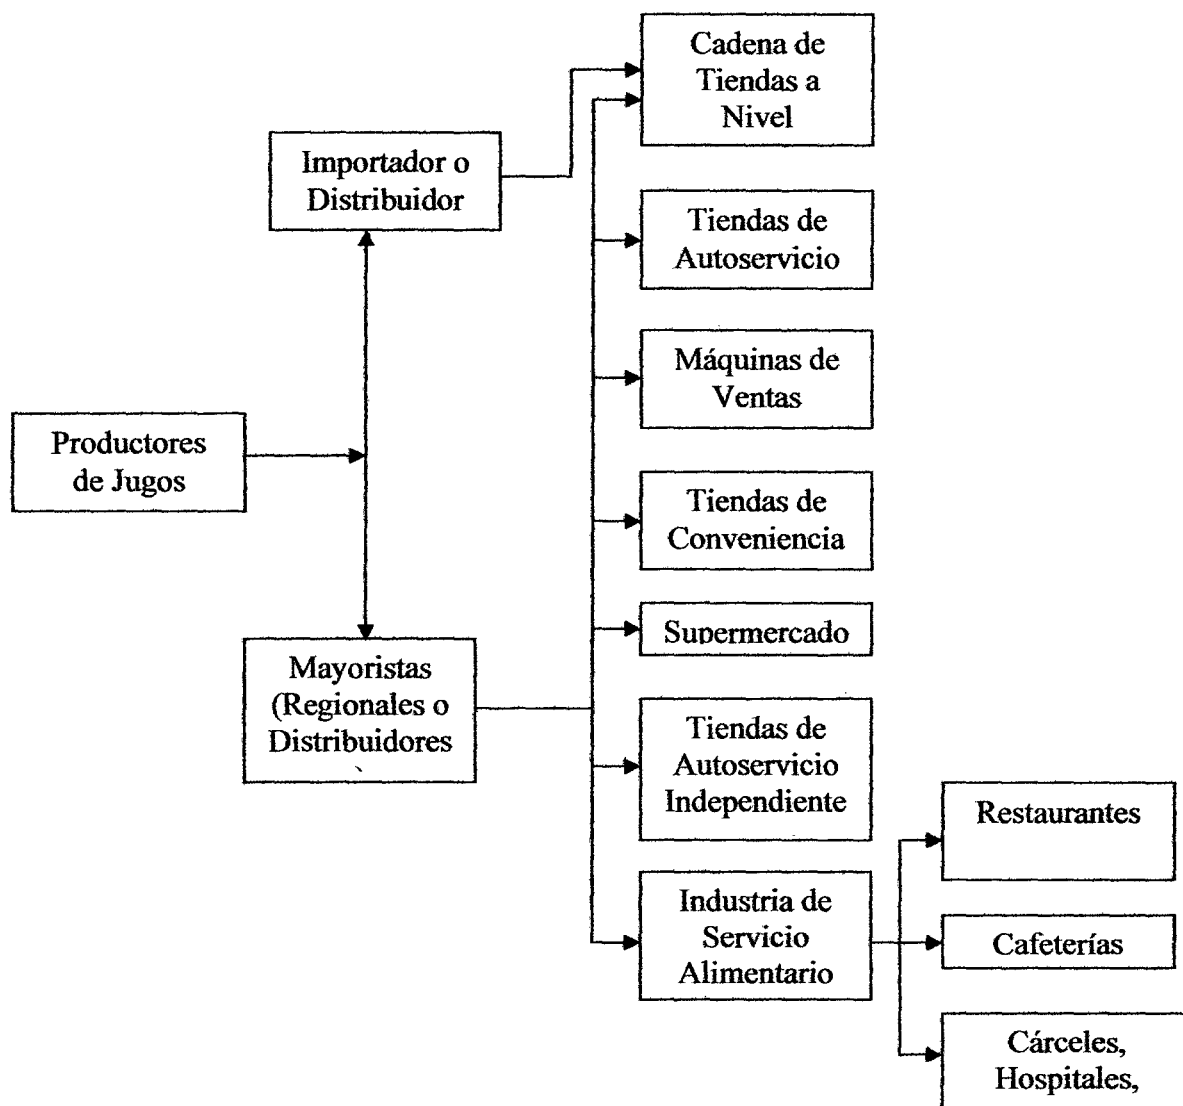 Cadena de
Tiendas a
Nivel
Importador o
Distribuidor
Tiendas de
Autoservicio
Máquinas de
Ventas
Productores
de Jugos
Tiendas de
Conveniencia
Supermercado
Mayoristas
(Regionales o
Distribuidores
Tiendas de
Autoservicio
Independiente
Restaurantes
Industria de
Servicio
Alimentario
Cafeterías
Cárceles,
Hospitales,